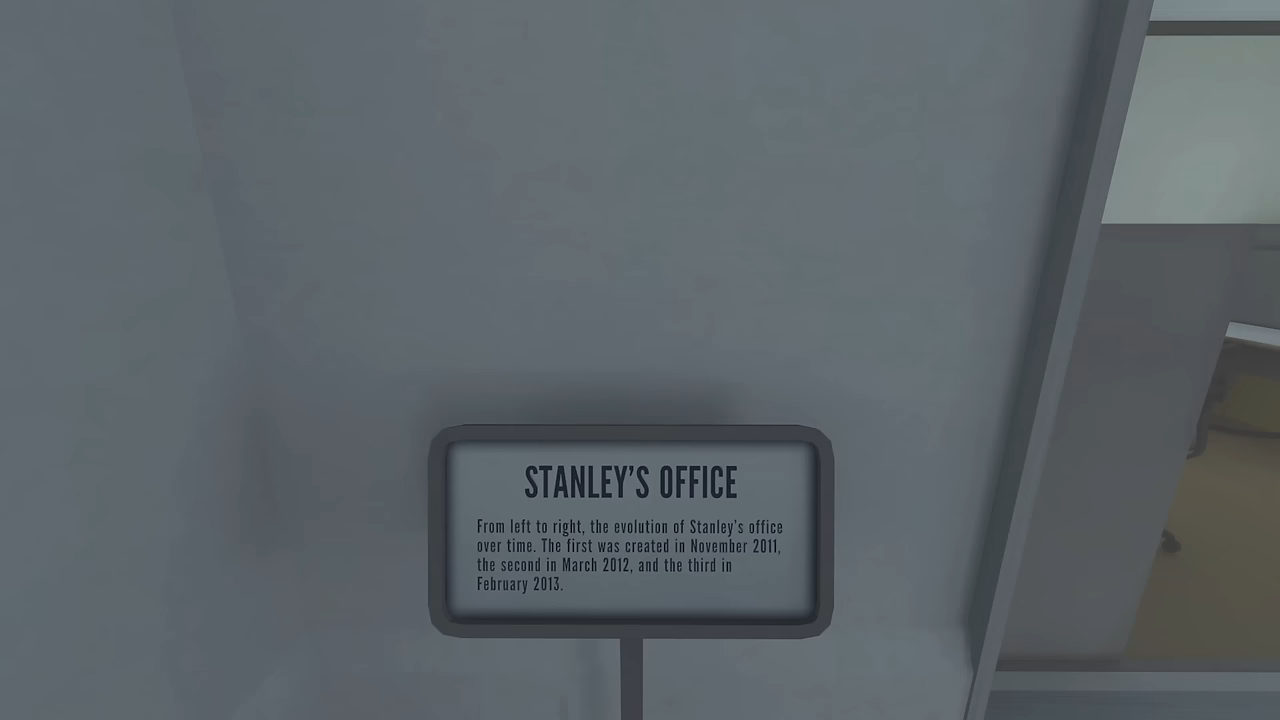 STANLEY'S OFFICE
From left to right, the evolution of Stanley's office
over time. The first was created in November 2011,
the second in March 2012, and the third in
February 2013.